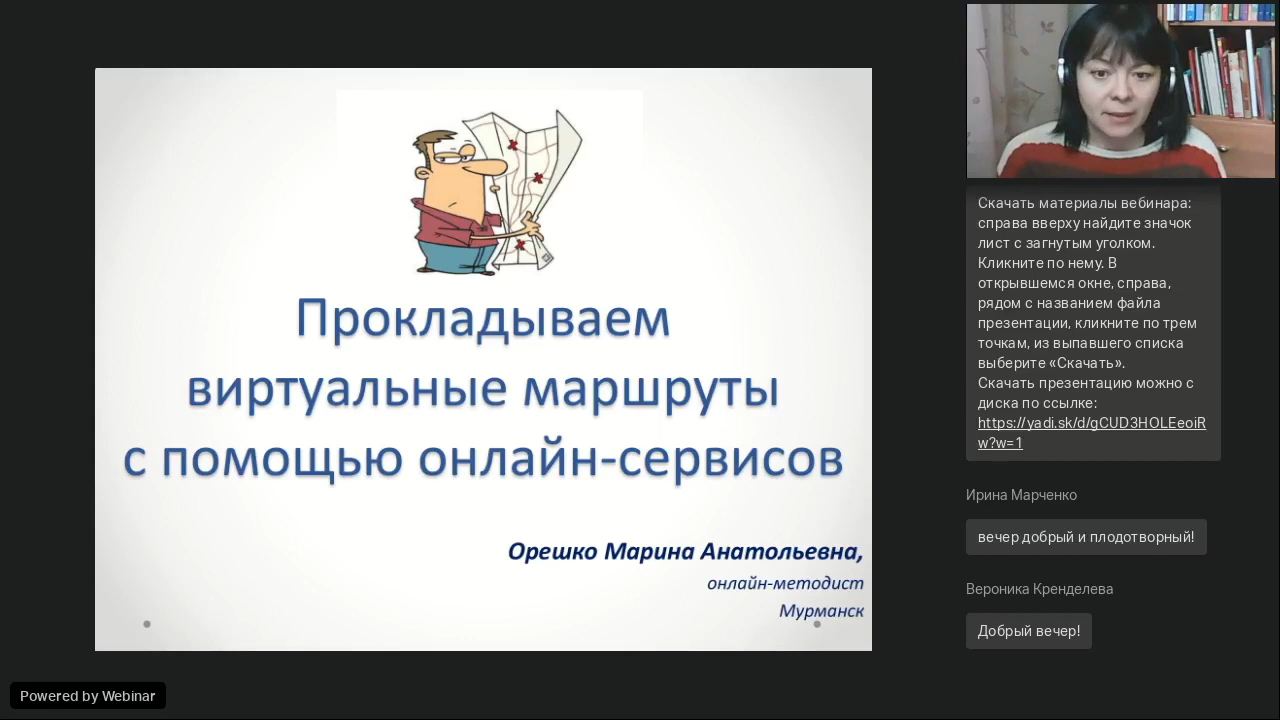 Прокладываем
виртуальные маршруты
с помощью онлайн-сервисов
Орешко Марина Анатольевна,
онлайн-методист
Мурманск
Powered by Webinar
Скачать материалы вебинара:
справа вверху найдите значок
лист с загнутым уголком.
Кликните по нему. В
открывшемся окне, справа,
рядом с названием файла
презентации, кликните по трем
точкам, из выпавшего списка
выберите «Скачать».
Скачать презентацию можно с
диска по ссылке:
https://yadi.sk/d/gCUD3HOLEeoiR
w?w=1
Ирина Марченко
вечер добрый и плодотворный!
Вероника Кренделева
Добрый вечер!